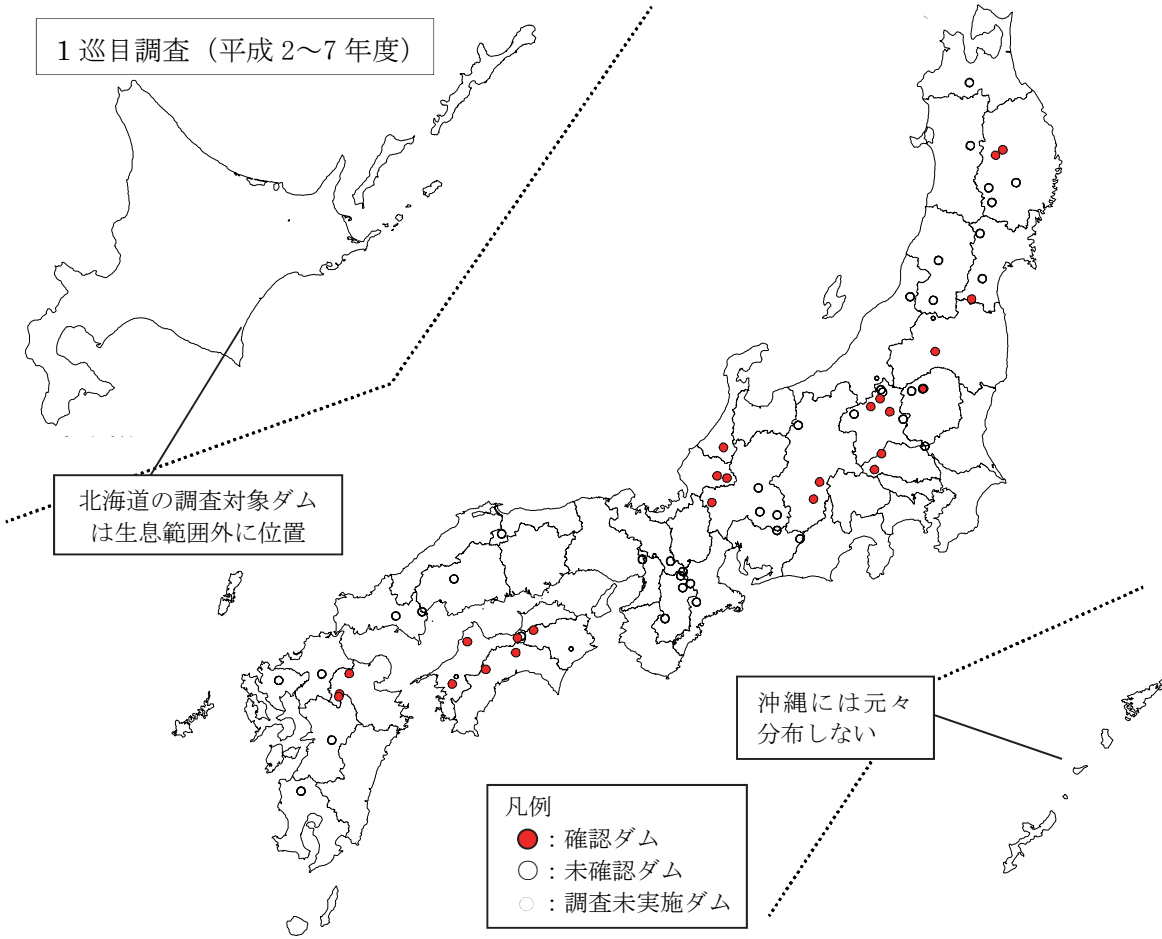 1巡目調査（平成2～7年度）
北海道の調査対象ダム
は生息範囲外に位置
沖縄には元々
分布しない
凡例
：確認ダム
：未確認ダム
：調査未実施ダム